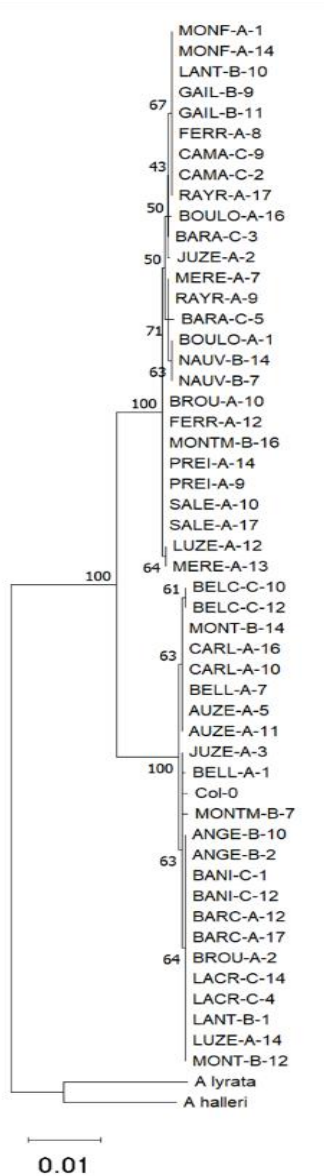 MONF-A-1
MONF-A-14
LANT-B-10
GAIL-B-9
67
GAIL-B-11
FERR-A-8
CAMA-C-9
43
CAMA-C-2
RAYR-A-17
50
BOULO-A-16
BARA-C-3
50
JUZE-A-2
MERE-A-7
RAYR-A-9
BARA-C-5
71
BOULO-A-1
NAUV-B-14
63
NAUV-B-7
100
BROU-A-10
FERR-A-12
MONTM-B-16
PREI-A-14
PREI-A-9
SALE-A-10
SALE-A-17
LUZE-A-12
64
MERE-A-13
100
61
BELC-C-10
BELC-C-12
MONT-B-14
63
CARL-A-16
CARL-A-10
BELL-A-7
AUZE-A-5
AUZE-A-11
JUZE-A-3
100
BELL-A-1
Col-0
MONTM-B-7
ANGE-B-10
63
ANGE-B-2
BANI-C-1
BANI-C-12
BARC-A-12
BARC-A-17
64
BROU-A-2
LACR-C-14
LACR-C-4
LANT-B-1
LUZE-A-14
MONT-B-12
A lyrata
A halleri
0.01